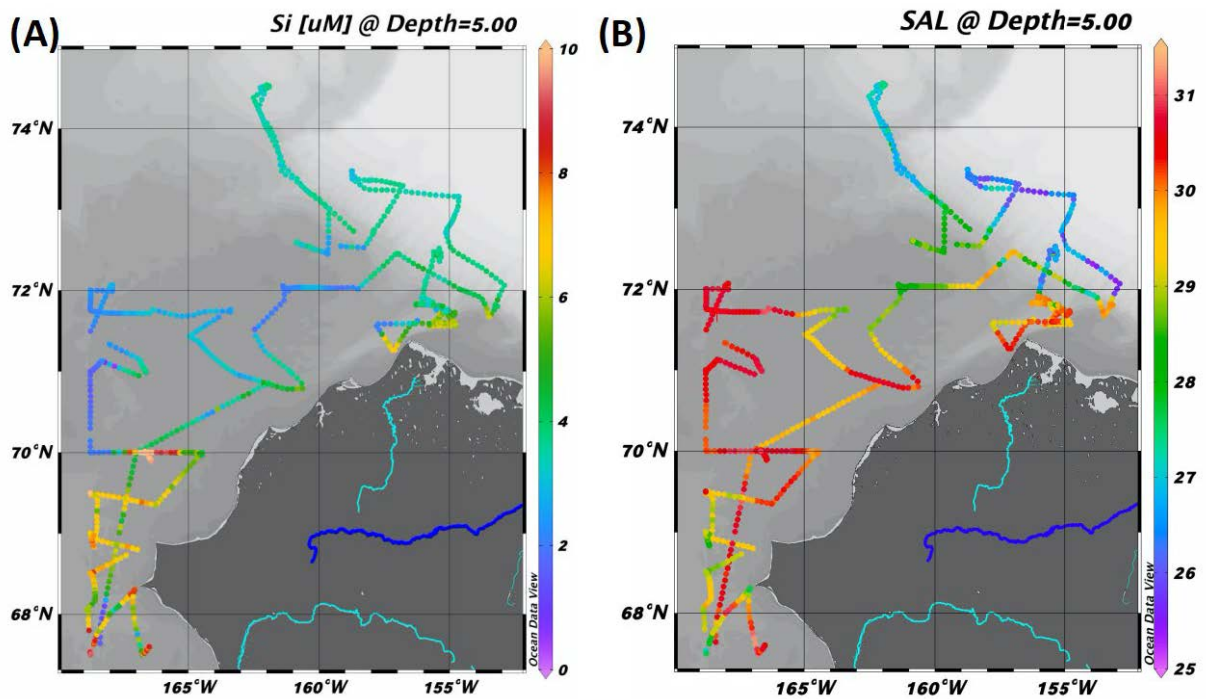 (A)
Si [uM] @ Depth=5.00
74˚N
72˚N
70˚N
68˚N
165˚W
160˚W
155˚W
10
8
6
4
2
0
Ocean Data View
(B)
SAL @ Depth=5.00
74˚N
72˚N
70˚N
68˚N
165˚W
160˚W
155˚W
31
30
29
28
27
26
25
Ocean Data View